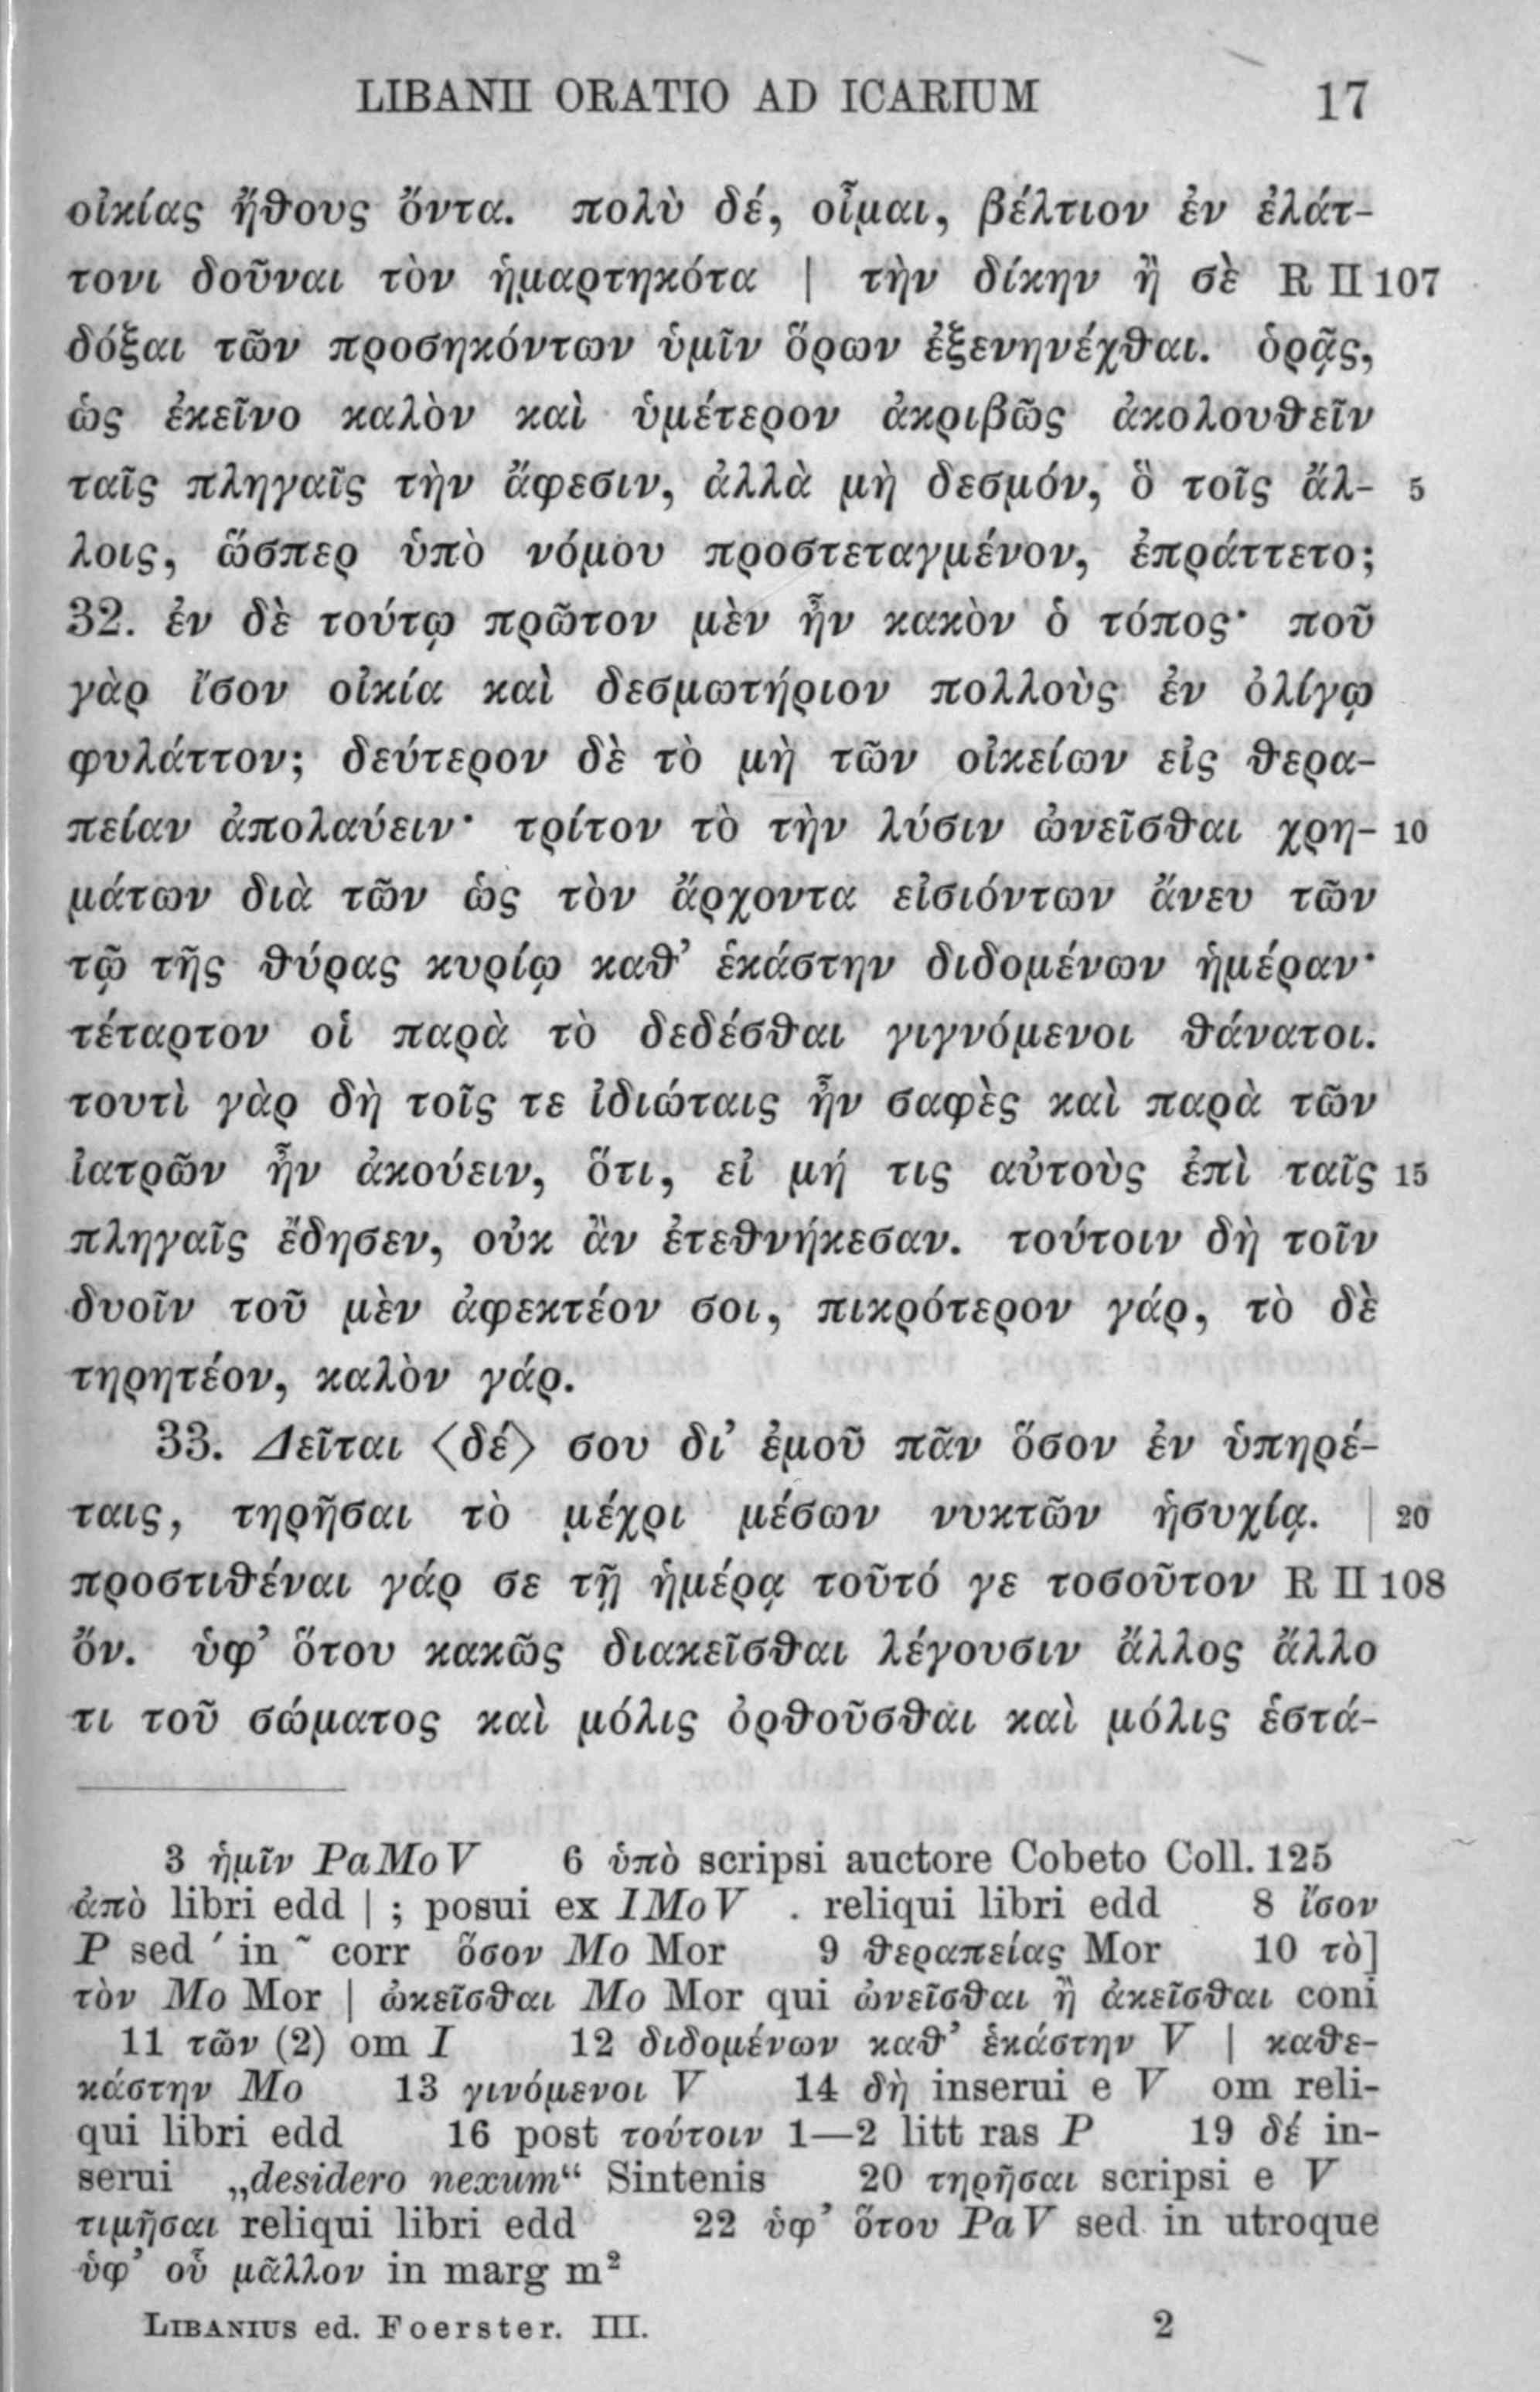 LIBANII ORATIO AD ICARIUM 17
οἰκίας ἤθους ὄντα. πολὺ δέ, οἶμαι, βέλτιον ἐν ἐλάτ-
τονι δοῦναι τὸν ἡμαρτηκότα | τὴν δίκην ἢ σὲ R II 107
δόξαι τῶν προσηκόντων ὑμῖν ὅρων ἐξενηνέχθαι. ὁρᾷς,
ὡς ἐκεῖνο καλὸν καὶ ὑμέτερον ἀκριβῶς ἀκολουθεῖν
ταῖς πληγαῖς τὴν ἄφεσιν, ἀλλὰ μὴ δεσμόν, ὃ τοῖς ἄλ- 5
λοις, ὥσπερ ὑπὸ νόμου προστεταγμένον, ἐπράττετο;
32. ἐν δὲ τούτῳ πρῶτον μὲν ἦν κακὸν ὁ τόπος· ποῦ
γὰρ ἴσον οἰκία καὶ δεσμωτήριον πολλοὺς ἐν ὀλίγῳ
φυλάττον; δεύτερον δὲ τὸ μὴ τῶν οἰκείων εἰς θερα-
πείαν ἀπολαύειν· τρίτον τὸ τὴν λύσιν ὠνεῖσθαι χρη- 10
μάτων διὰ τῶν ὡς τὸν ἄρχοντα εἰσιόντων ἄνευ τῶν
τῷ τῆς θύρας κυρίῳ καθ’ ἑκάστην διδομένων ἡμέραν·
τέταρτον οἱ παρὰ τὸ δεδέσθαι γιγνόμενοι θάνατοι.
τουτὶ γὰρ δὴ τοῖς τε ἰδιώταις ἦν σαφὲς καὶ παρὰ τῶν
ἰατρῶν ἦν ἀκούειν, ὅτι, εἰ μή τις αὐτοὺς ἐπὶ ταῖς 15
πληγαῖς ἔδησεν, οὐκ ἂν ἐτεθνήκεσαν. τούτοιν δὴ τοῖν
δυοῖν τοῦ μὲν ἀφεκτέον σοι, πικρότερον γάρ, τὸ δὲ
τηρητέον, καλὸν γάρ.
33. Δεῖται ⟨δέ⟩ σου δι’ ἐμοῦ πᾶν ὅσον ἐν ὑπηρέ-
ταις, τηρῆσαι τὸ μέχρι μέσων νυκτῶν ἡσυχίᾳ. | 20
προστιθέναι γάρ σε τῇ ἡμέρᾳ τοῦτό γε τοσοῦτον R II 108
ὄν. ὑφ’ ὅτου κακῶς διακεῖσθαι λέγουσιν ἄλλος ἄλλο
τι τοῦ σώματος καὶ μόλις ὀρθοῦσθαι καὶ μόλις ἑστά-
3 ἡμῖν PaMoV 6 ὑπὸ scripsi auctore Cobeto Coll. 125
ἀπὸ libri edd | ; posui ex IMoV . reliqui libri edd 8 ἴσον
P sed ´ in ˜ corr ὅσον Mo Mor 9 θεραπείας Mor 10 τὸ]
τὸν Mo Mor | ὠκεῖσθαι Mo Mor qui ὠνεῖσθαι ἢ ἀκεῖσθαι coni
11 τῶν (2) om I 12 διδομένων καθ’ ἑκάστην V | καθε-
κάστην Mo 13 γινόμενοι V 14 δὴ inserui e V om reli-
qui libri edd 16 post τούτοιν 1—2 litt ras P 19 δέ in-
serui „desidero nexum“ Sintenis 20 τηρῆσαι scripsi e V
τιμῆσαι reliqui libri edd 22 ὑφ’ ὅτου PaV sed in utroque
ὑφ’ οὗ μᾶλλον in marg m²
LIBANIUS ed. Foerster. III. 2